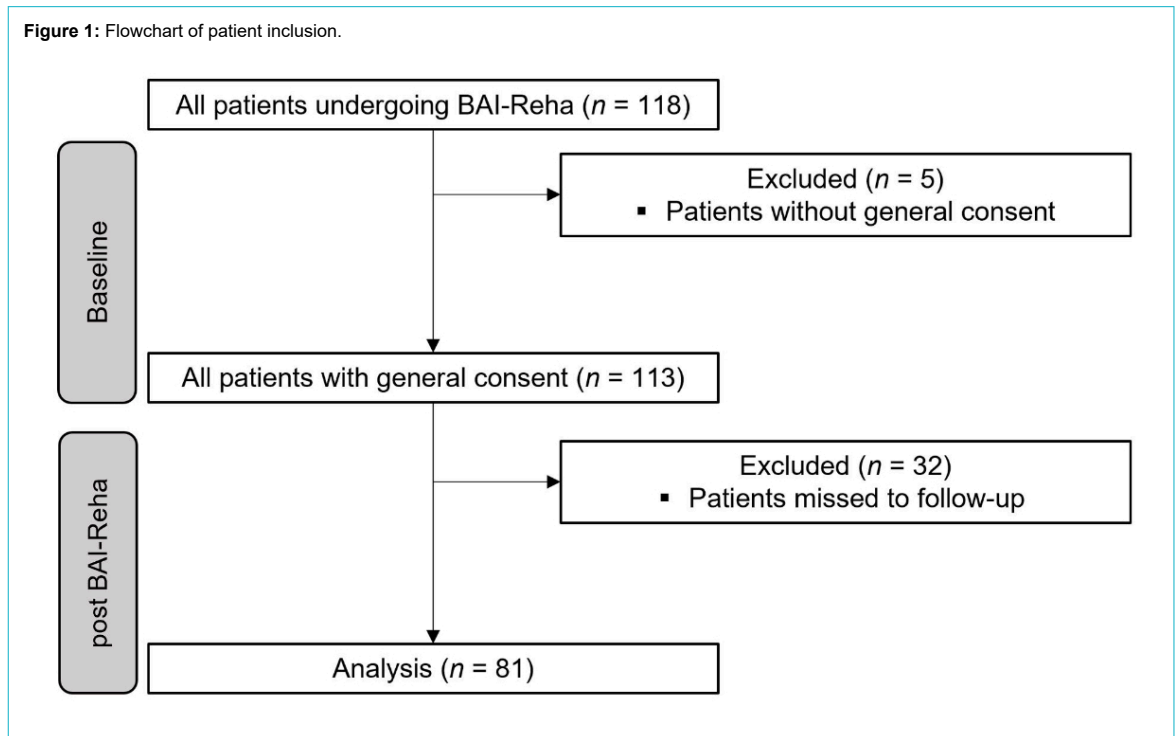 Figure 1: Flowchart of patient inclusion.
All patients undergoing BAI-Reha (n = 118)
Excluded (n = 5)
▪ Patients without general consent
Baseline
All patients with general consent (n = 113)
Excluded (n = 32)
▪ Patients missed to follow-up
post BAI-Reha
Analysis (n = 81)